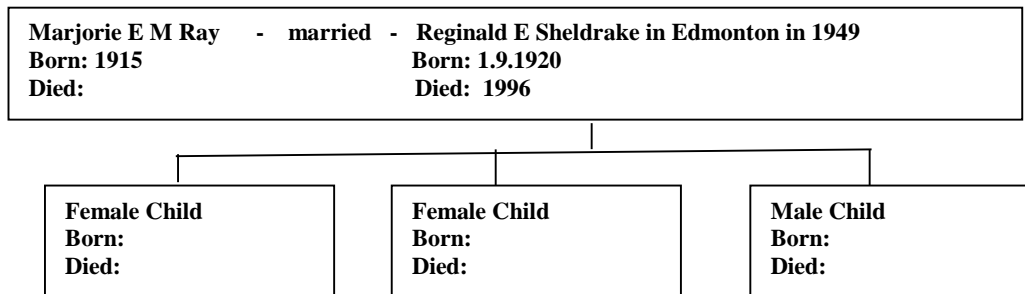 Marjorie E M Ray - married - Reginald E Sheldrake in Edmonton in 1949
Born: 1915 Born: 1.9.1920
Died: Died: 1996
Female Child Female Child Male Child
Born: Born: Born:
Died: Died: Died: